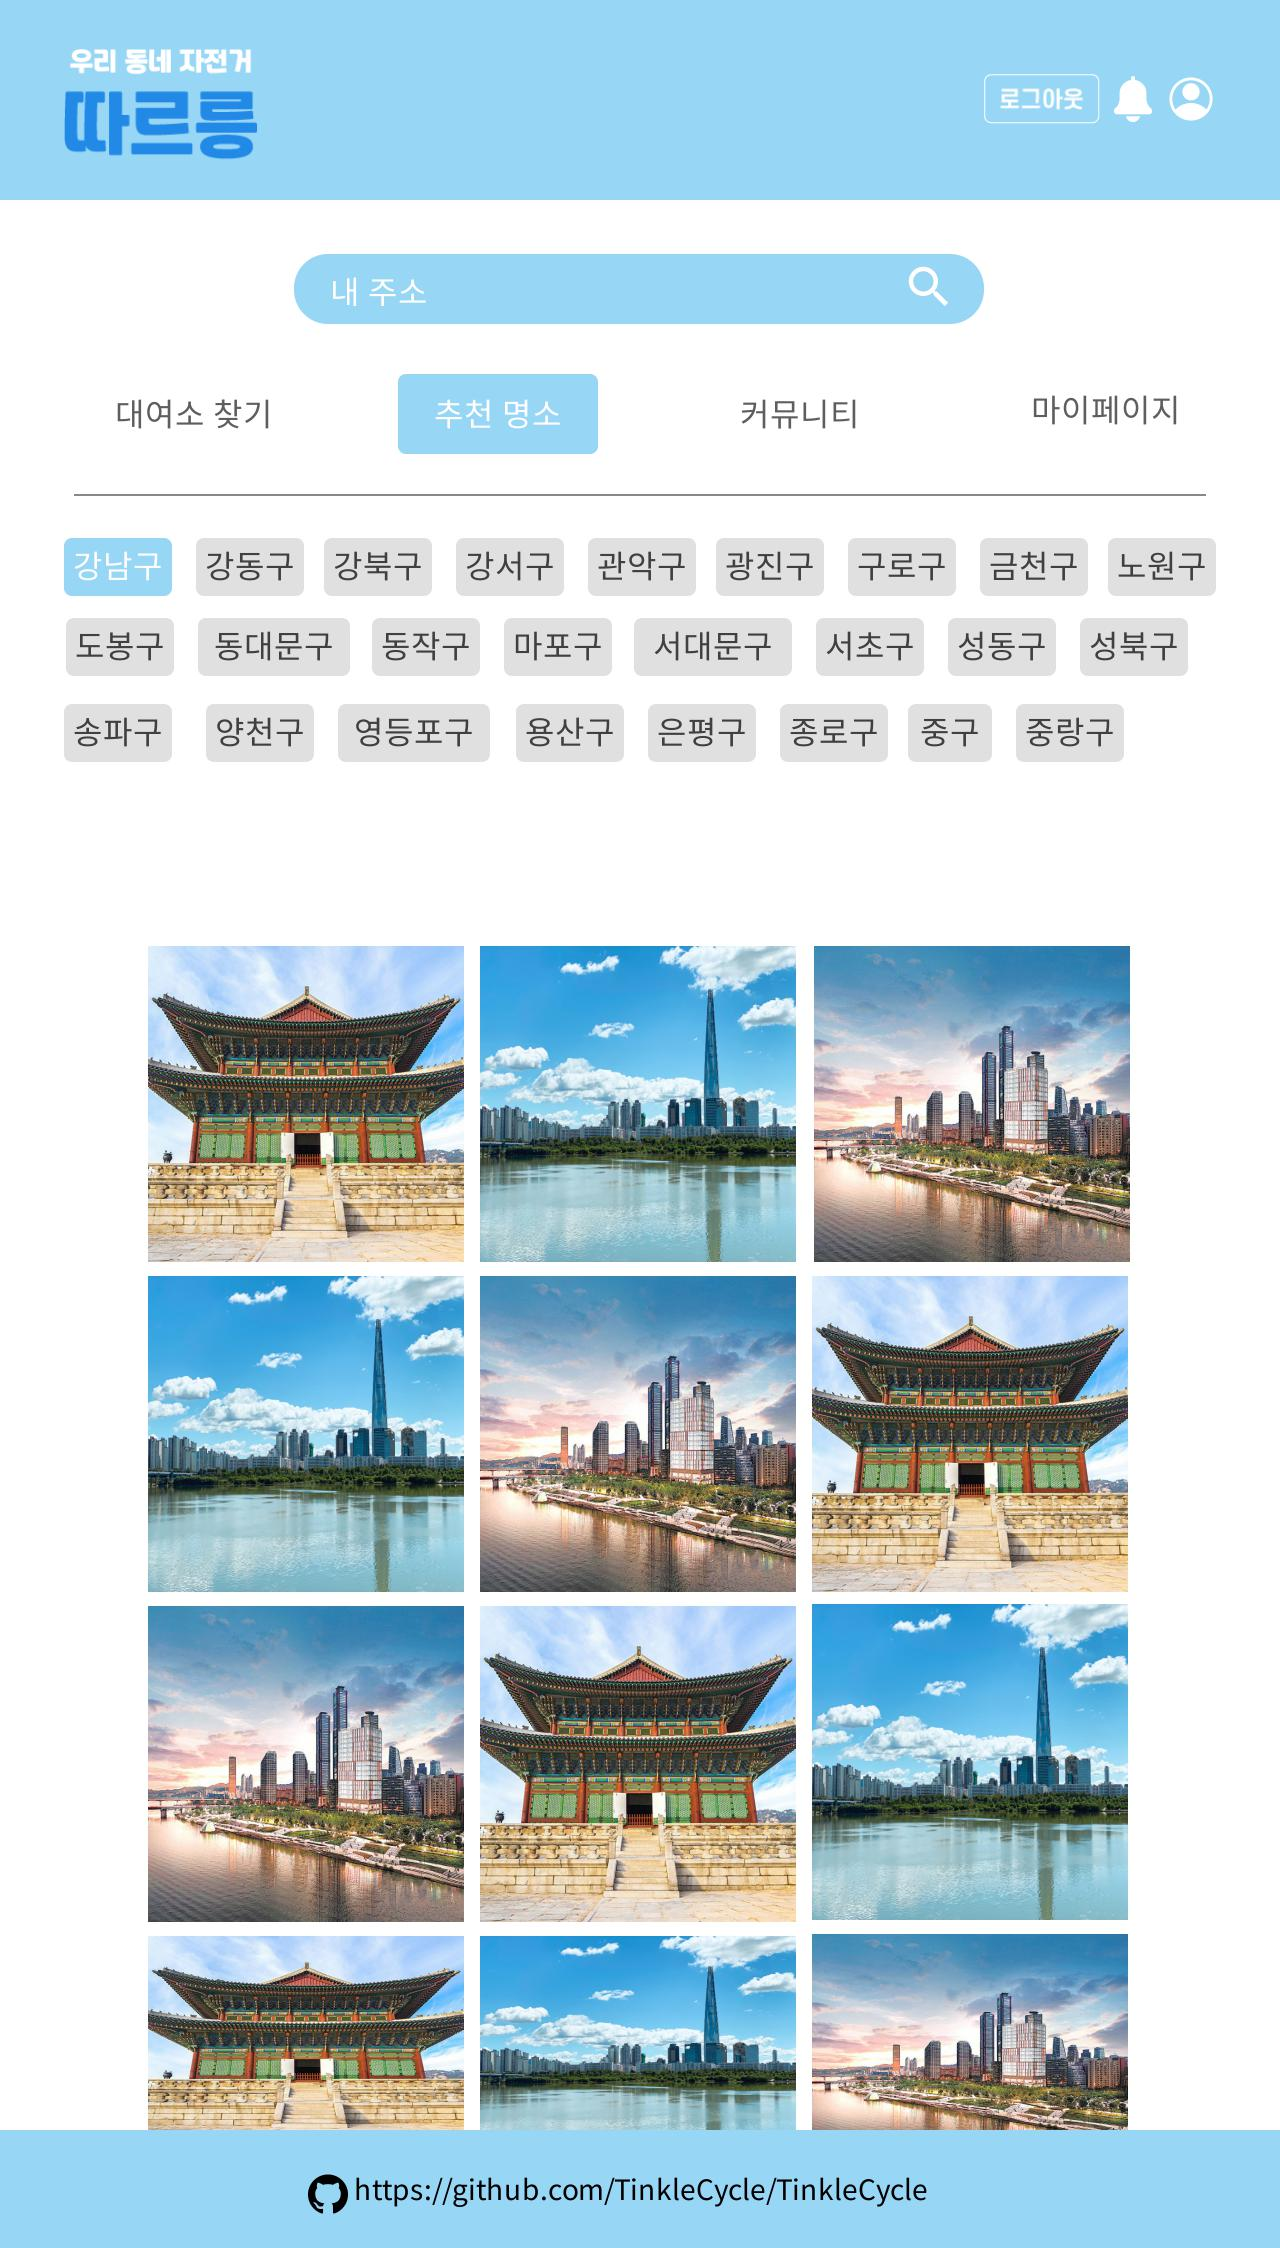 우리 동네 자전거
따르릉
로그아웃
내 주소
대여소 찾기 추천 명소 커뮤니티 마이페이지
강남구 강동구 강북구 강서구 관악구 광진구 구로구 금천구 노원구
도봉구 동대문구 동작구 마포구 서대문구 서초구 성동구 성북구
송파구 양천구 영등포구 용산구 은평구 종로구 중구 중랑구
https://github.com/TinkleCycle/TinkleCycle